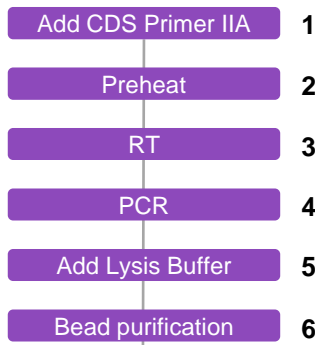 Add CDS Primer IIA 1
Preheat 2
RT 3
PCR 4
Add Lysis Buffer 5
Bead purification 6